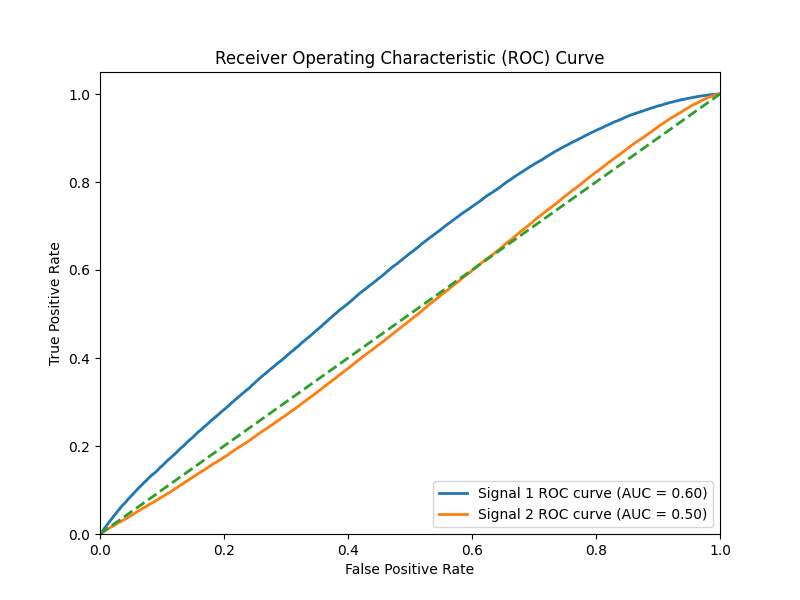 Receiver Operating Characteristic (ROC) Curve
True Positive Rate
1.0
0.8
0.6
0.4
0.2
0.0
Signal 1 ROC curve (AUC = 0.60)
Signal 2 ROC curve (AUC = 0.50)
0.0 0.2 0.4 0.6 0.8 1.0
False Positive Rate